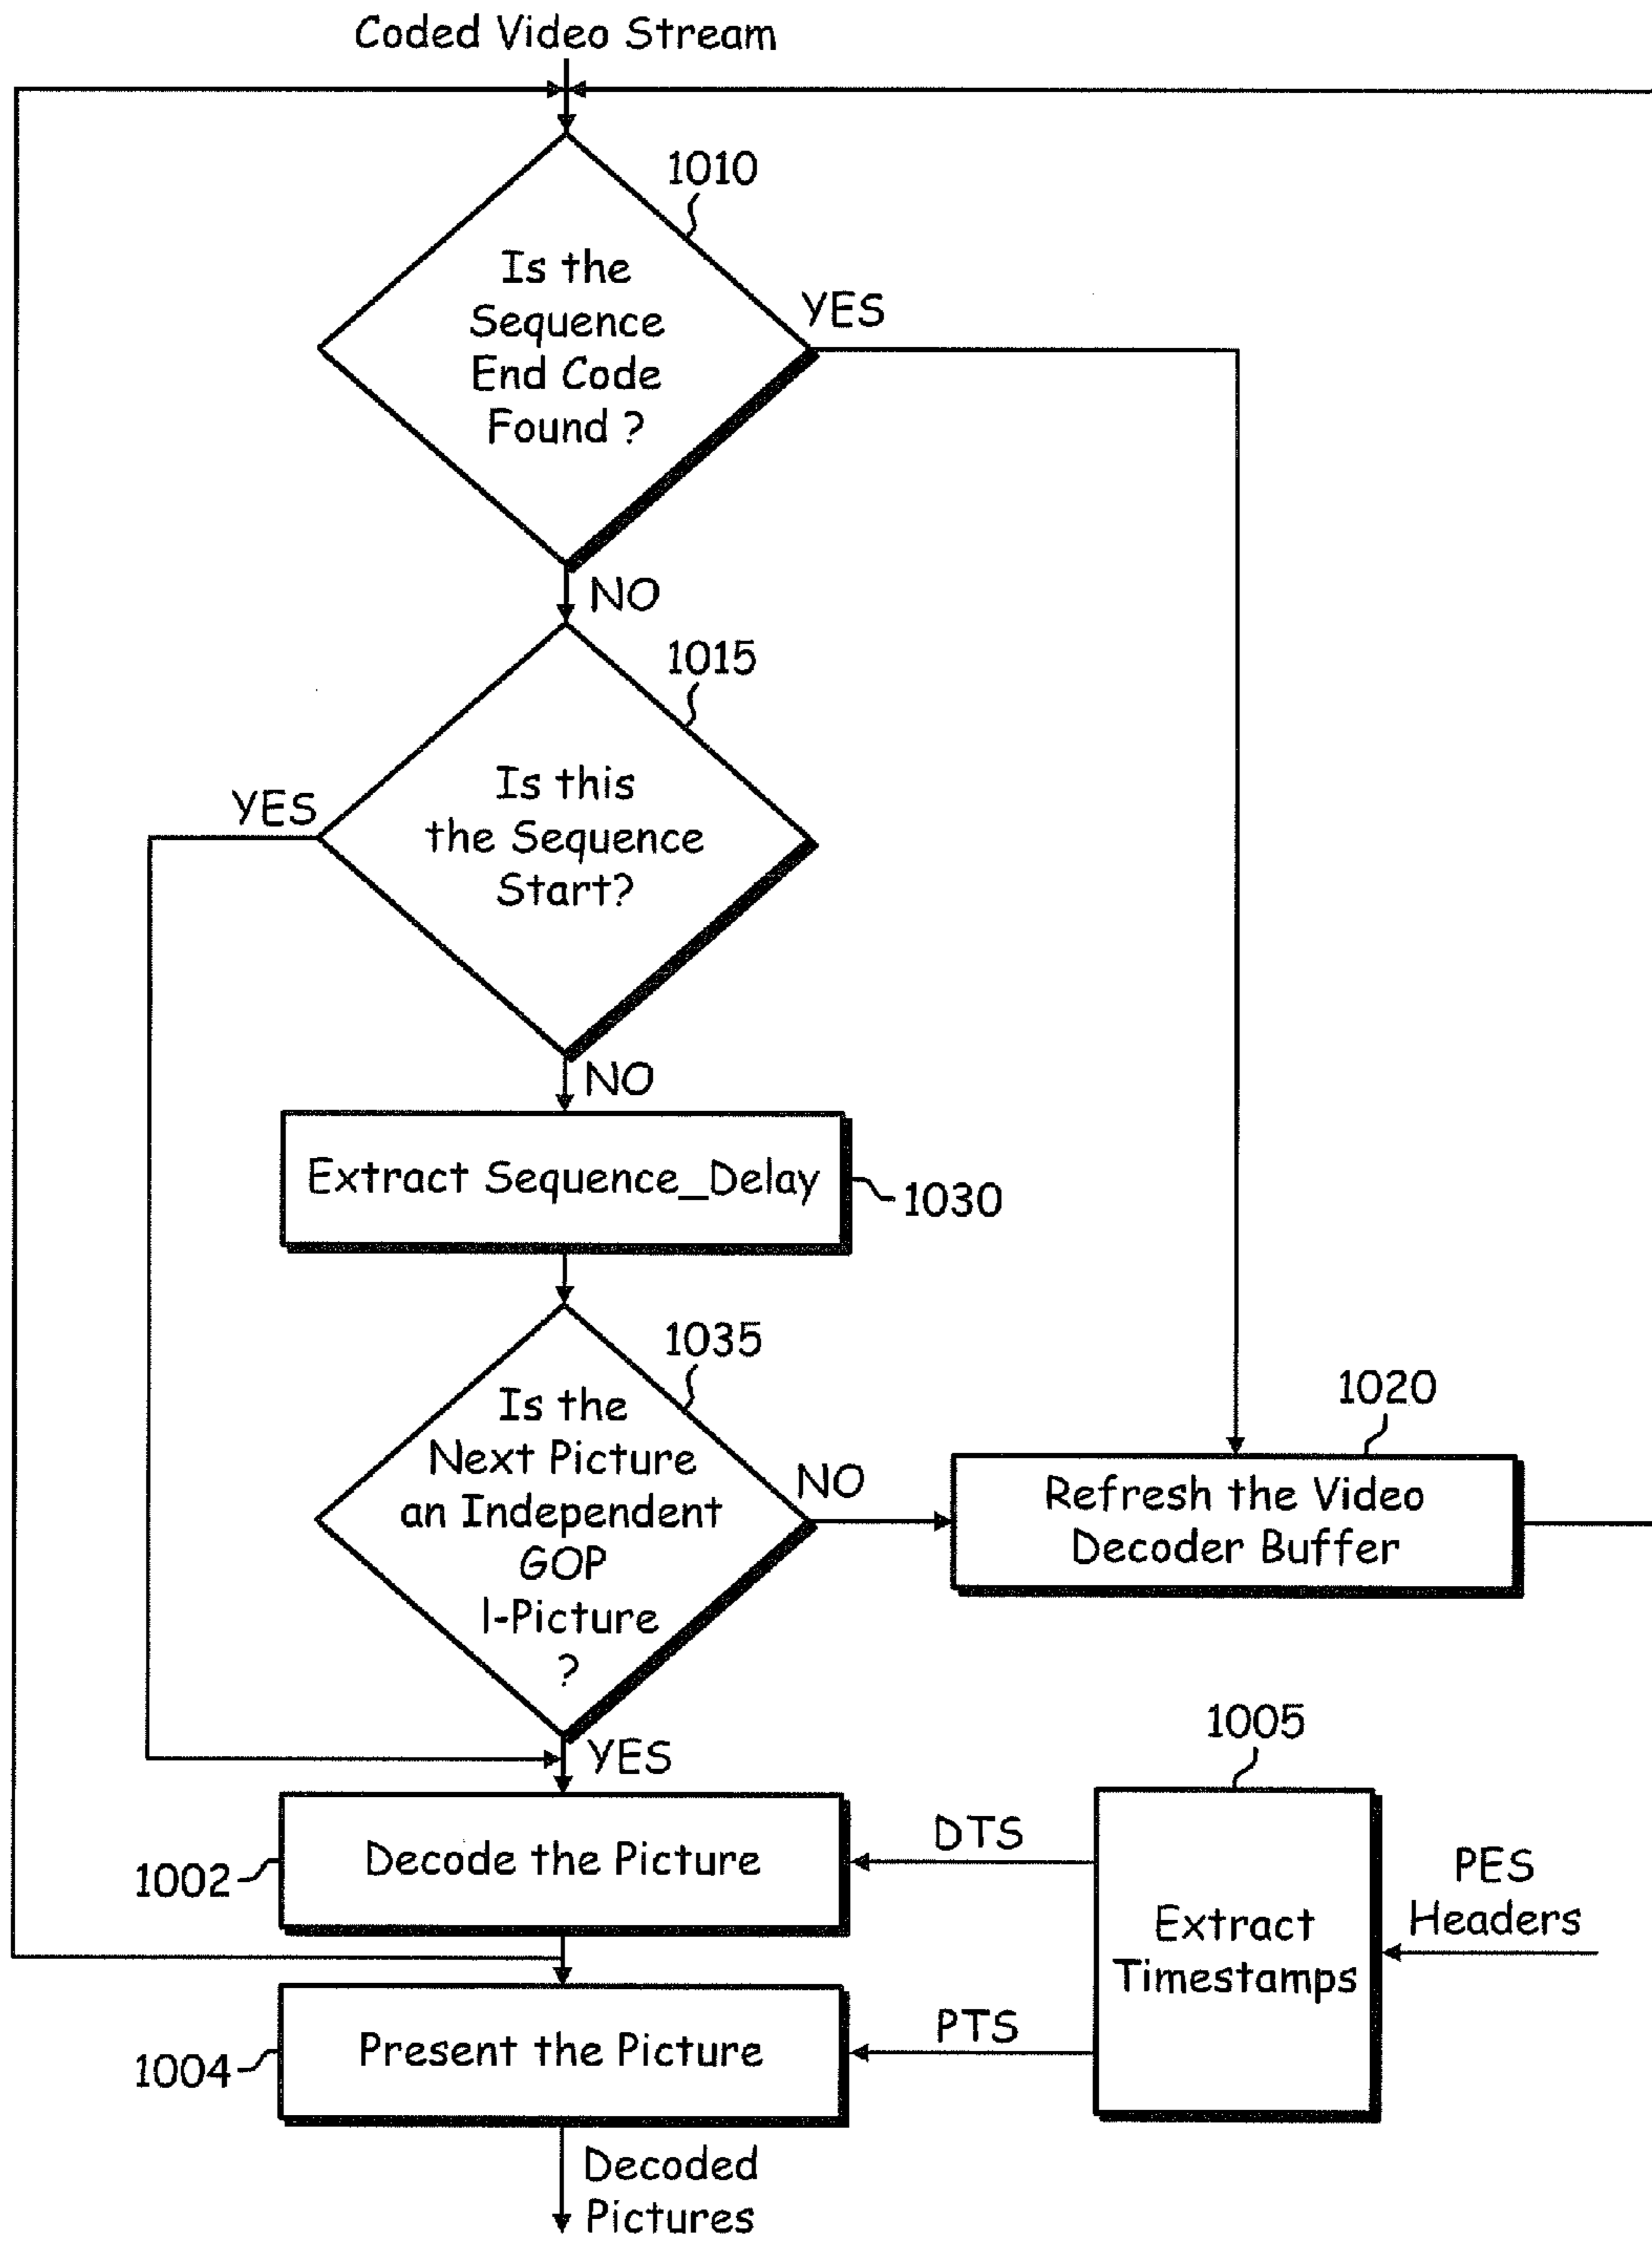 Coded Video Stream
1010
Is the
Sequence
End Code
Found ?
YES
NO
1015
Is this
the Sequence
Start?
YES
NO
Extract Sequence_Delay
1030
1035
Is the
Next Picture
an Independent
GOP
I-Picture
?
NO
YES
1020
Refresh the Video
Decoder Buffer
1005
Extract
Timestamps
PES
Headers
DTS
PTS
Decode the Picture
1002
Present the Picture
1004
Decoded
Pictures